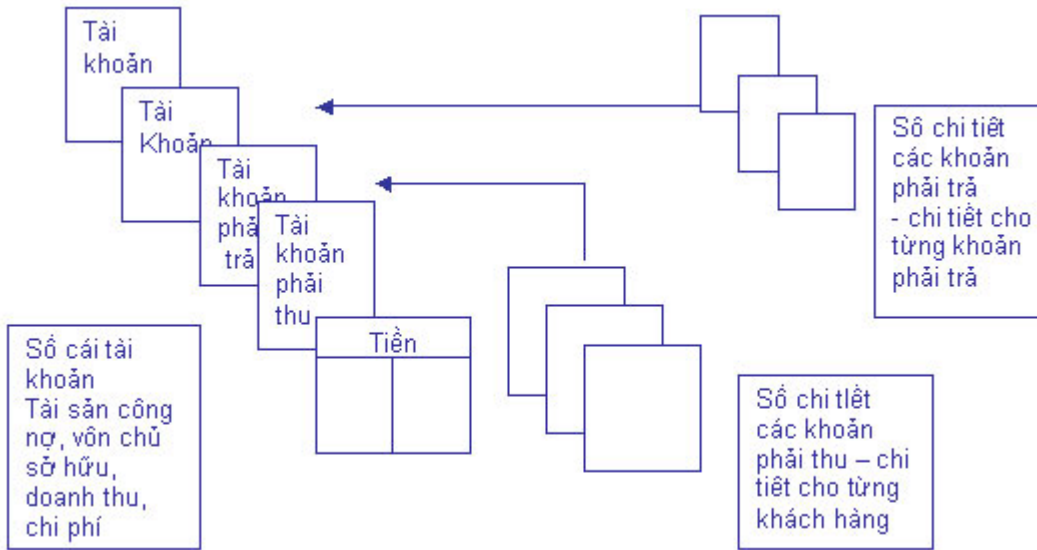 Tài
khoản
Tài
Khoản
Tài
khoản
phải
trả
Tài
khoản
phải
thu
Tiền
Sổ cái tài
khoản
Tài sản công
nợ, vốn chủ
sở hữu,
doanh thu,
chi phí
Sổ chi tiết
các khoản
phải trả
- chi tiết cho
từng khoản
phải trả
Sổ chi tlết
các khoản
phải thu – chi
tiết cho từng
khách hàng